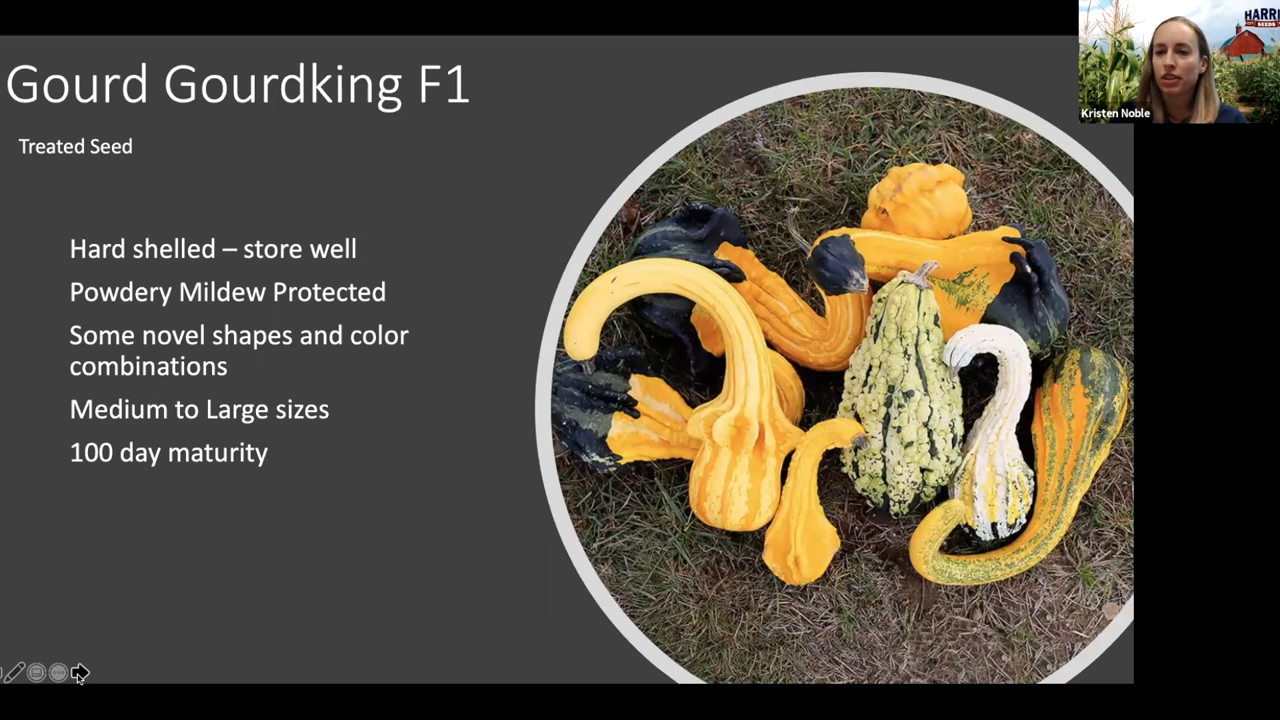 Gourd Gourdking F1
Treated Seed
Hard shelled – store well
Powdery Mildew Protected
Some novel shapes and color
combinations
Medium to Large sizes
100 day maturity
SEEDS
Kristen Noble